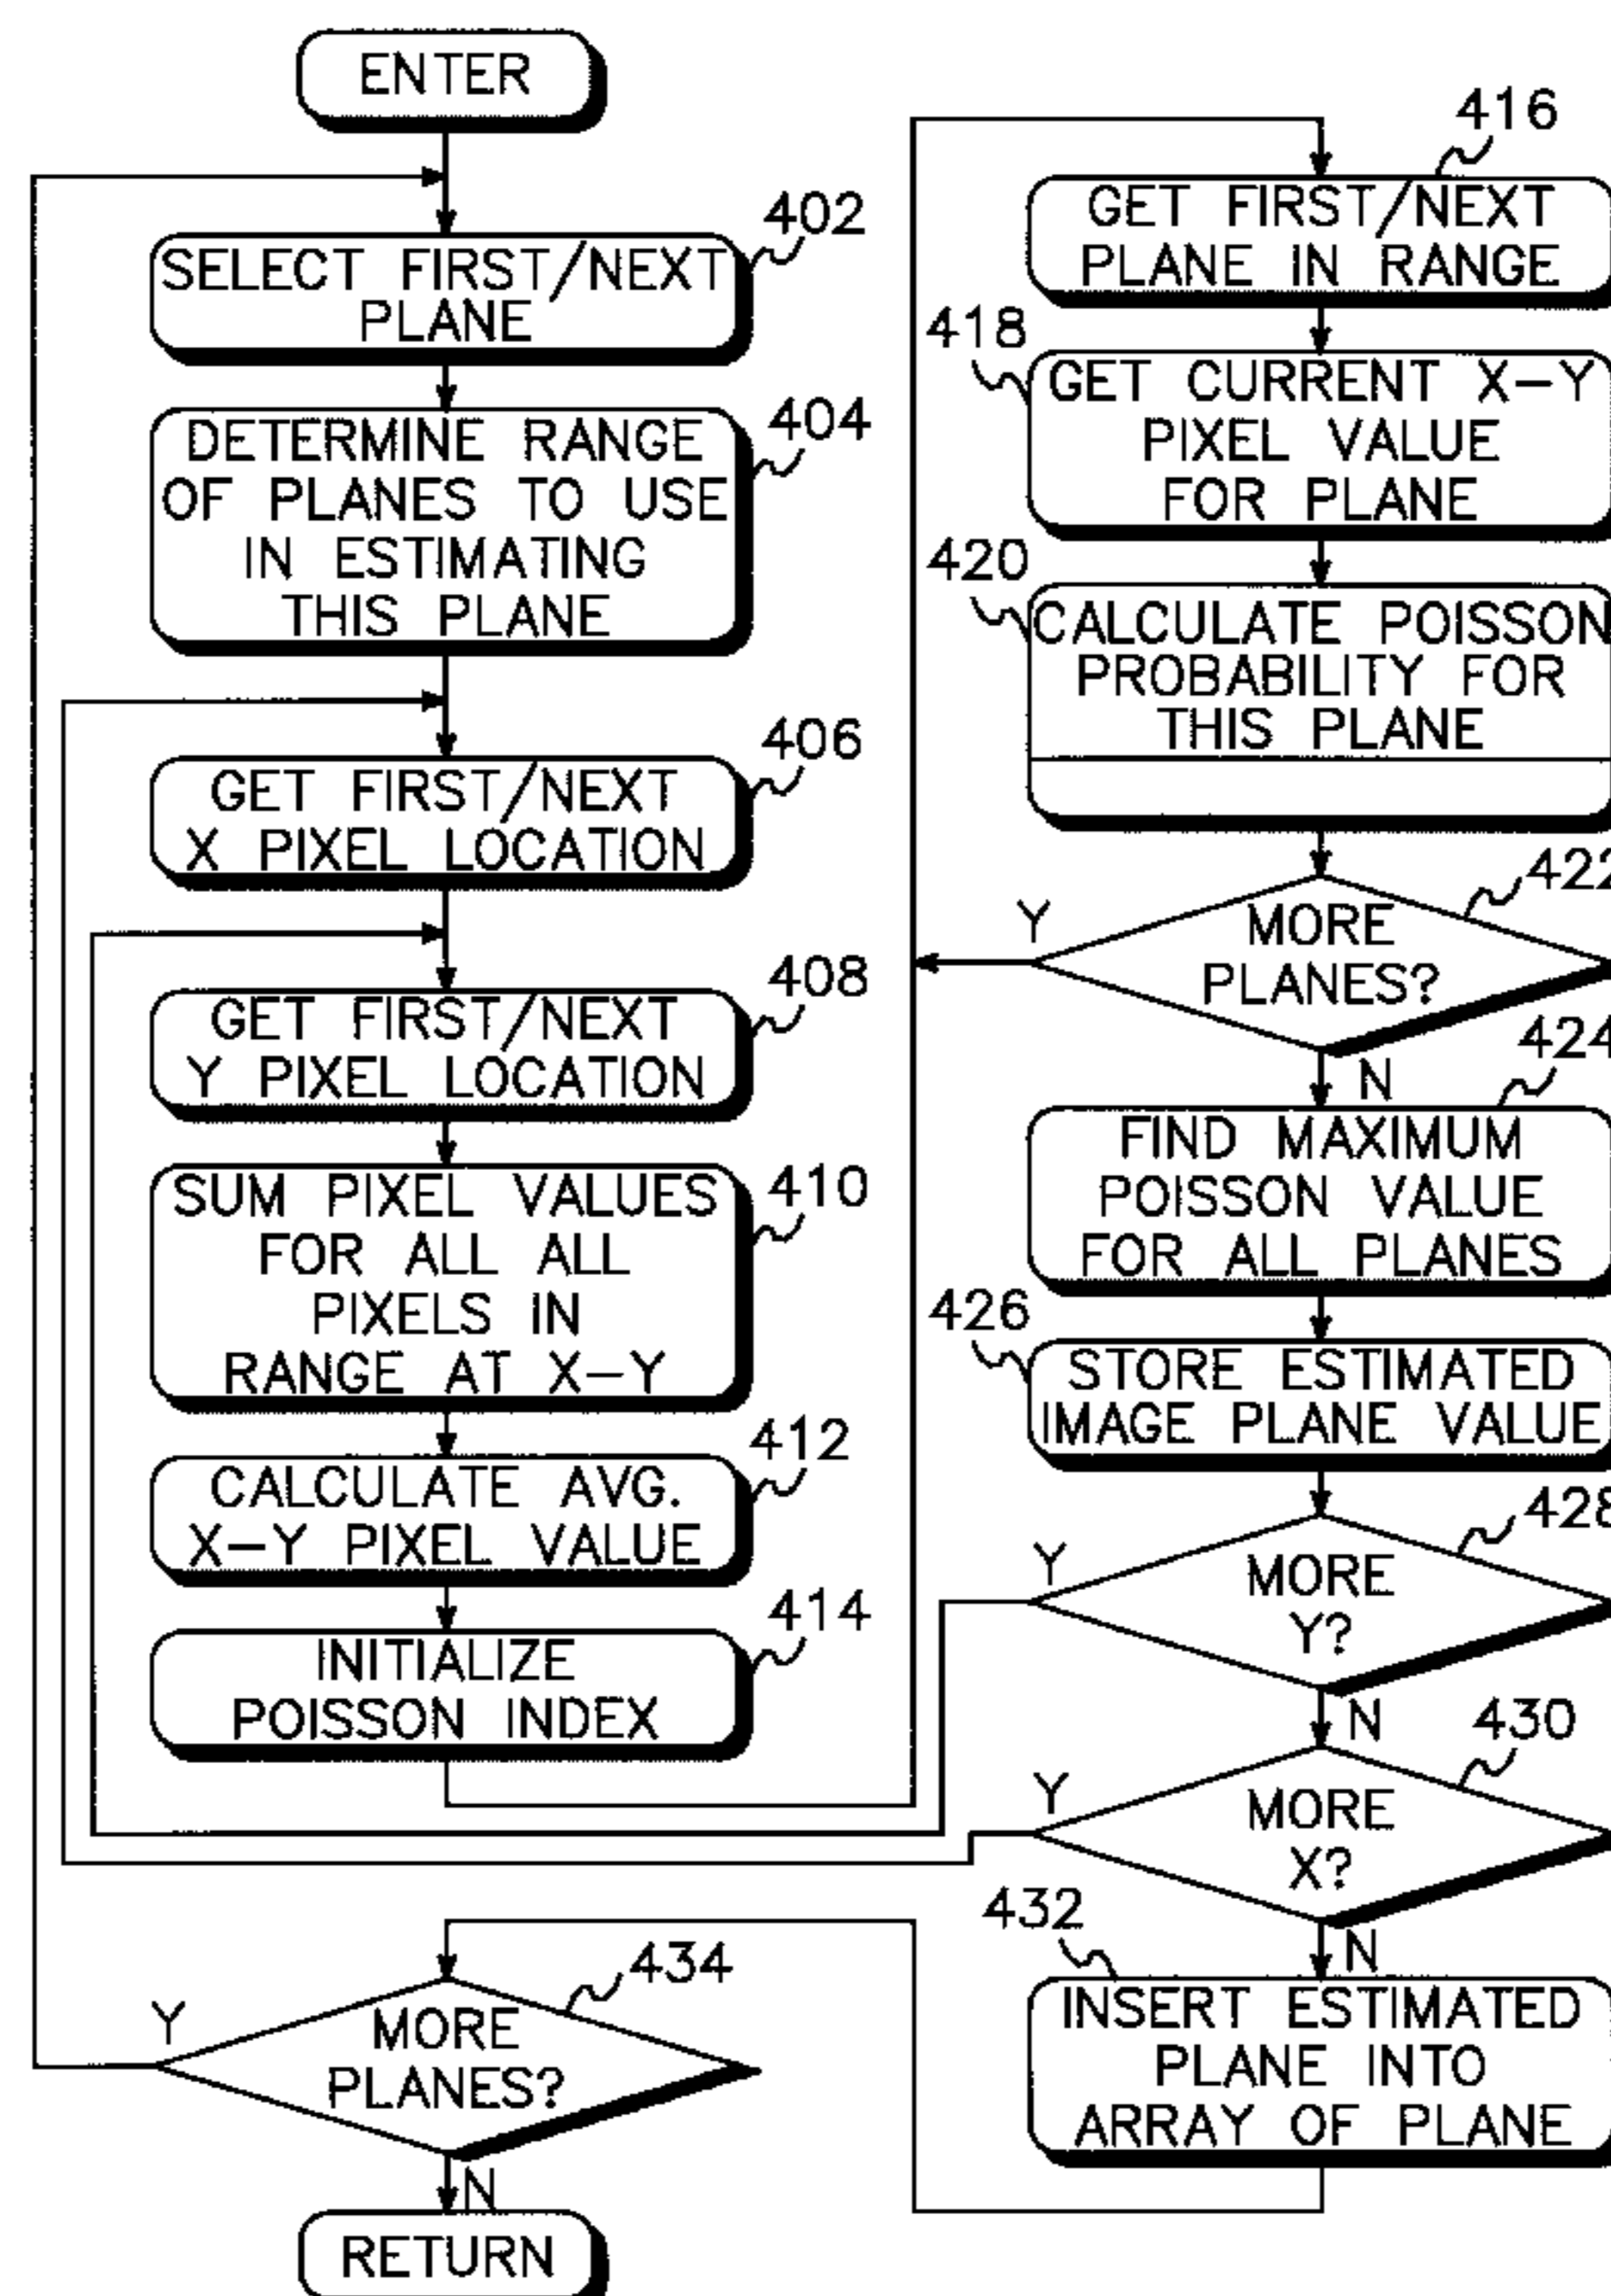 ENTER
402
SELECT FIRST/NEXT
PLANE
404
DETERMINE RANGE
OF PLANES TO USE
IN ESTIMATING
THIS PLANE
406
GET FIRST/NEXT
X PIXEL LOCATION
408
GET FIRST/NEXT
Y PIXEL LOCATION
410
SUM PIXEL VALUES
FOR ALL ALL
PIXELS IN
RANGE AT X-Y
412
CALCULATE AVG.
X-Y PIXEL VALUE
414
INITIALIZE
POISSON INDEX
416
GET FIRST/NEXT
PLANE IN RANGE
418
GET CURRENT X-Y
PIXEL VALUE
FOR PLANE
420
CALCULATE POISSON
PROBABILITY FOR
THIS PLANE
422
Y
MORE
PLANES?
N
424
FIND MAXIMUM
POISSON VALUE
FOR ALL PLANES
426
STORE ESTIMATED
IMAGE PLANE VALUE
428
Y
MORE
Y?
N
430
Y
MORE
X?
N
432
INSERT ESTIMATED
PLANE INTO
ARRAY OF PLANE
434
Y
MORE
PLANES?
N
RETURN